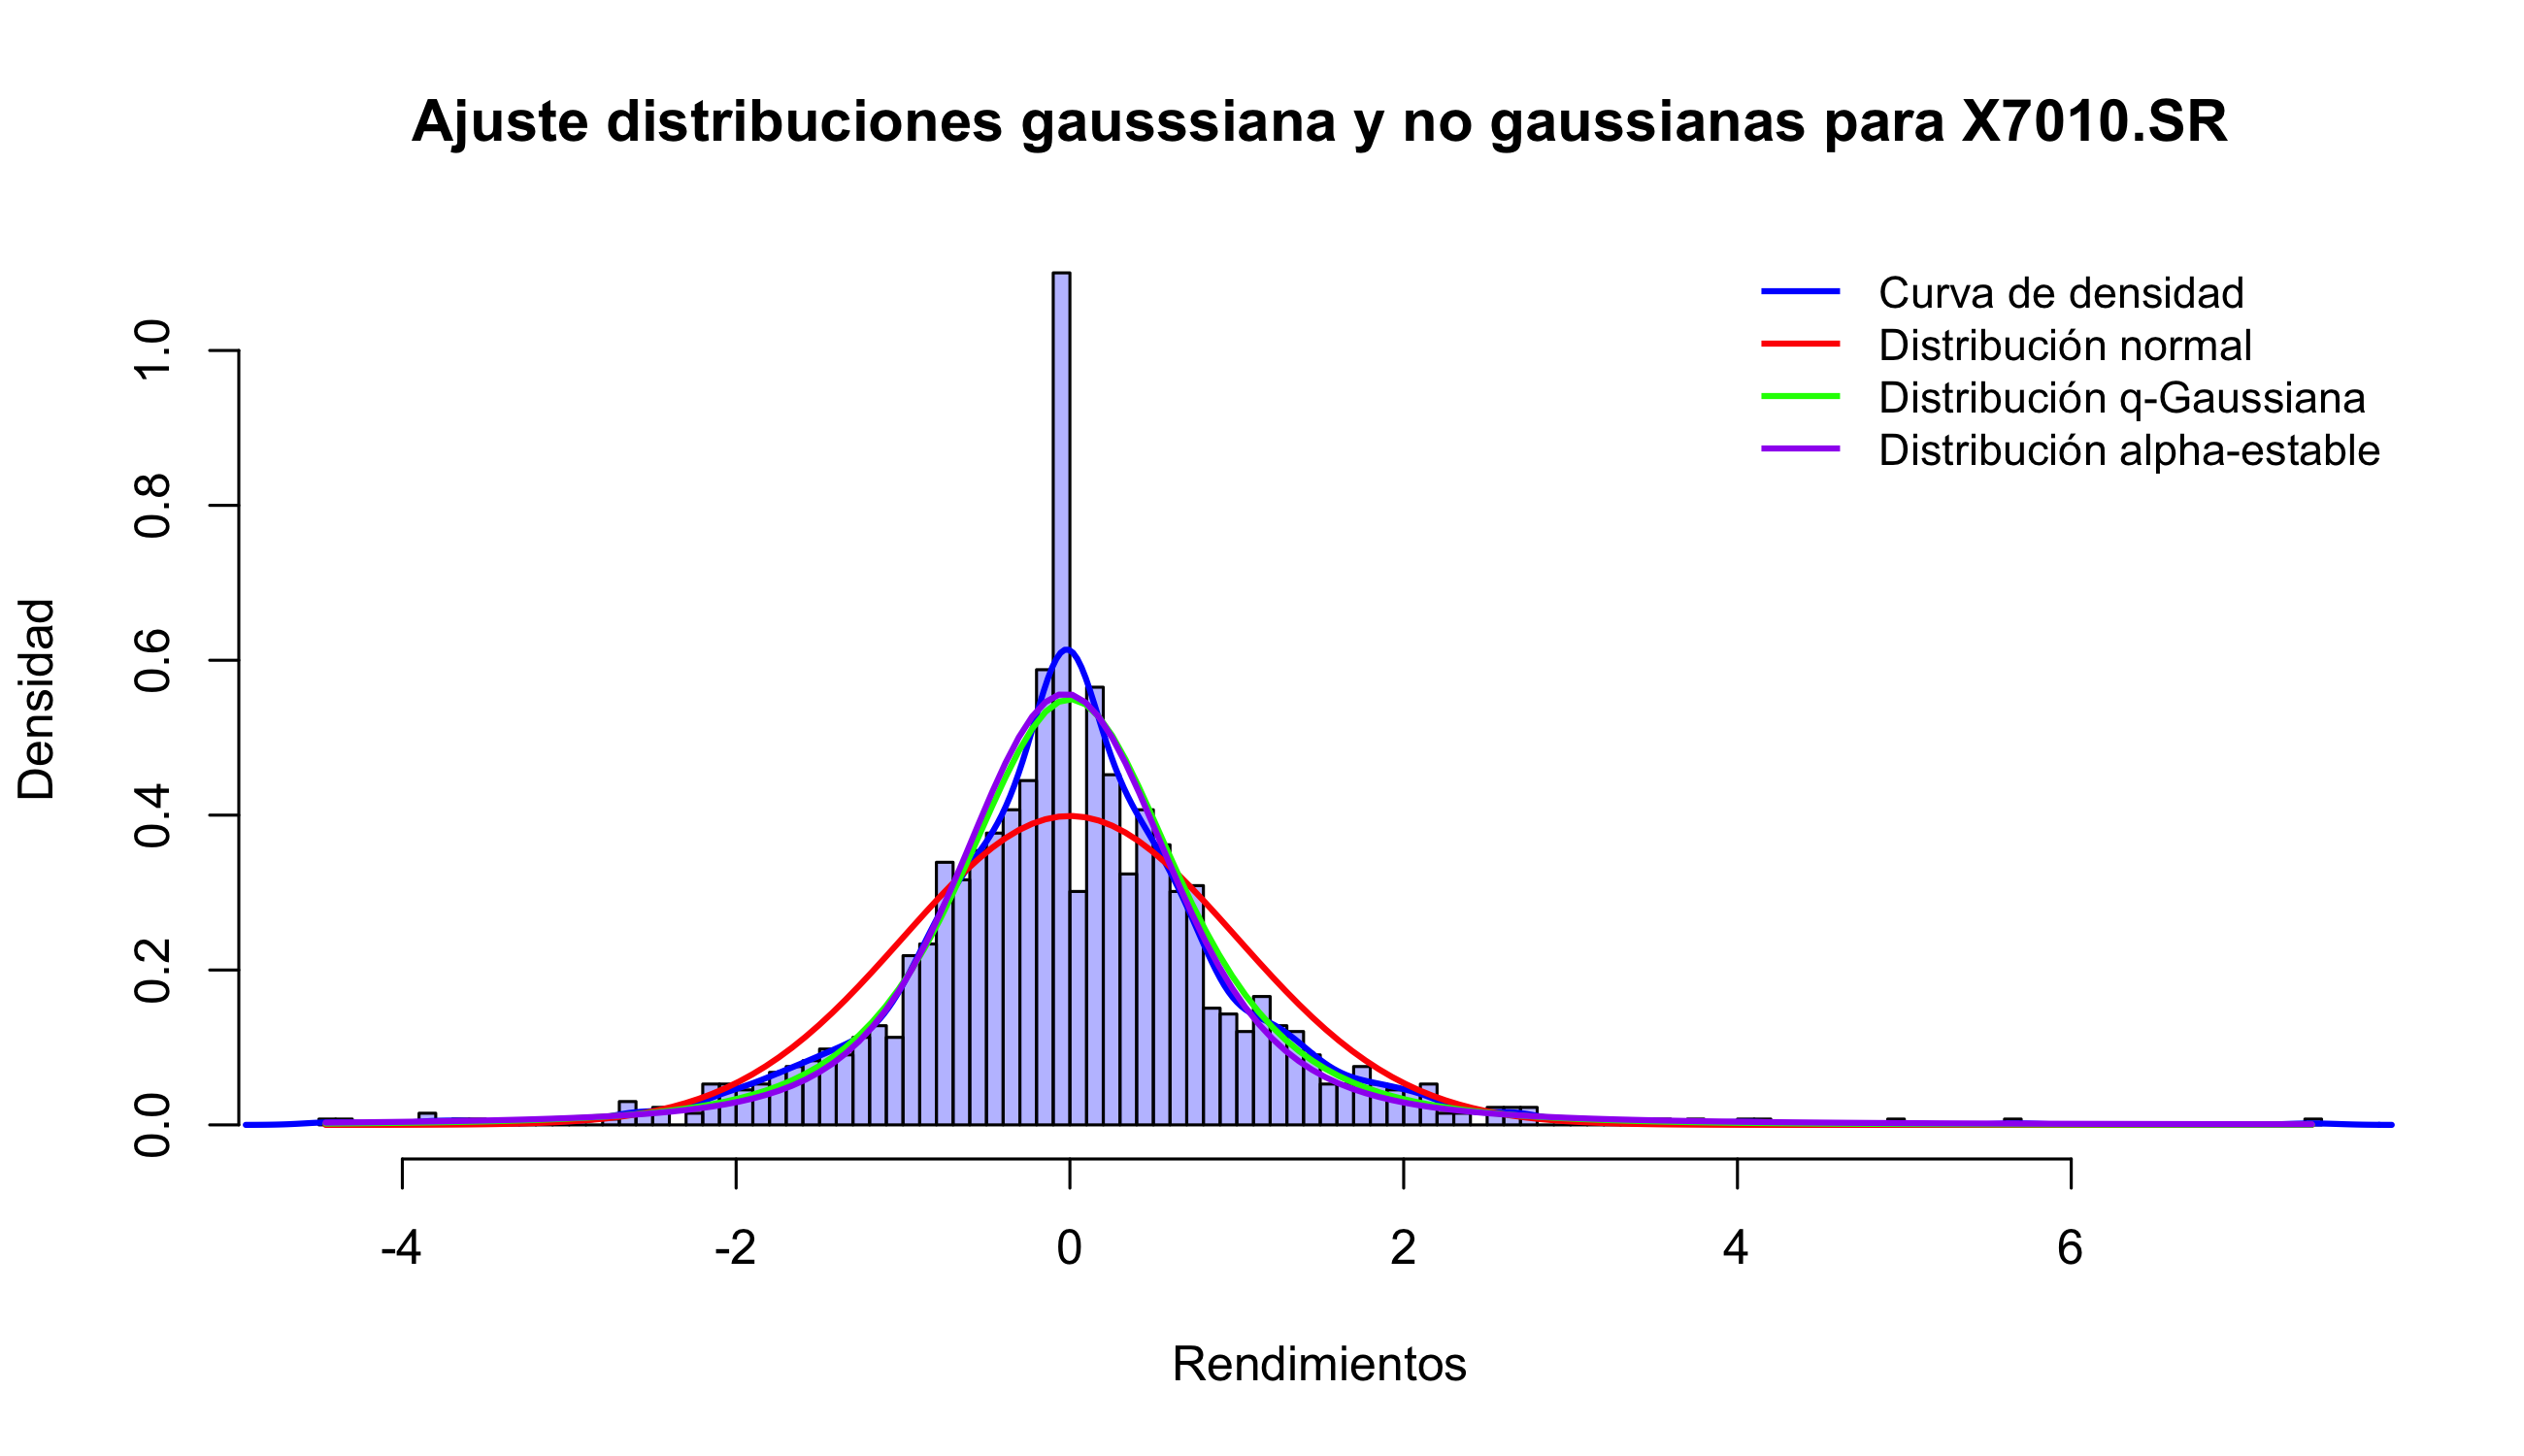 Ajuste distribuciones gausssiana y no gaussianas para X7010.SR
Curva de densidad
Distribución normal
Distribución q-Gaussiana
Distribución alpha-estable
Densidad
1.0
0.8
0.6
0.4
0.2
0.0
-4 -2 0 2 4 6
Rendimientos